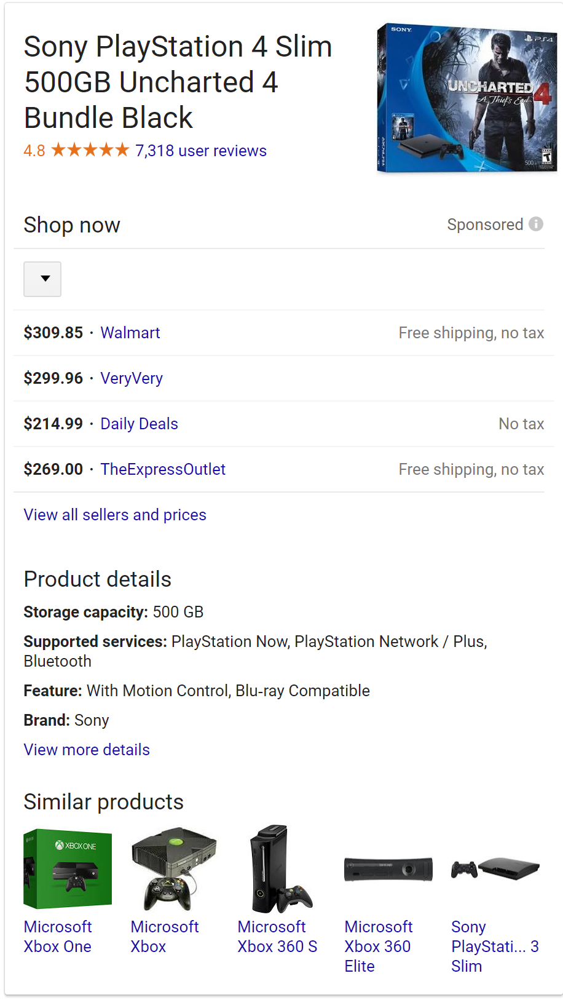 Sony PlayStation 4 Slim
500GB Uncharted 4
Bundle Black
4.8 ★★★★★ 7,318 user reviews
SONY
PS4
UNCHARTED 4
A Thief's End
500
Shop now
Sponsored
$309.85 · Walmart Free shipping, no tax
$299.96 · VeryVery
$214.99 · Daily Deals No tax
$269.00 · TheExpressOutlet Free shipping, no tax
View all sellers and prices
Product details
Storage capacity: 500 GB
Supported services: PlayStation Now, PlayStation Network / Plus,
Bluetooth
Feature: With Motion Control, Blu-ray Compatible
Brand: Sony
View more details
Similar products
XBOX ONE
Microsoft
Xbox One
Microsoft
Xbox
Microsoft
Xbox 360 S
Microsoft
Xbox 360
Elite
Sony
PlayStati... 3
Slim